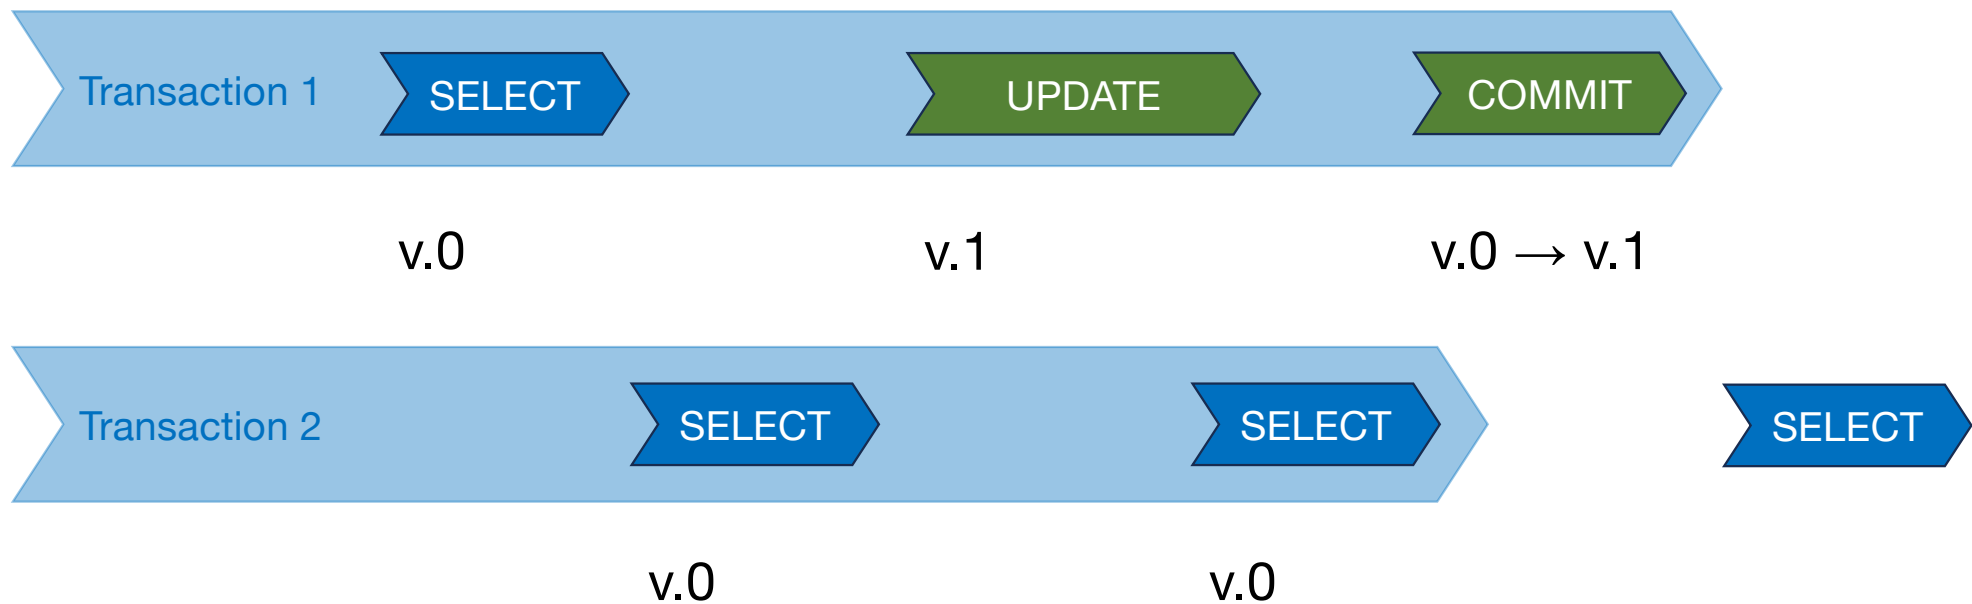 Transaction 1 SELECT UPDATE COMMIT
v.0 v.1 v.0 → v.1
Transaction 2 SELECT SELECT SELECT
v.0 v.0